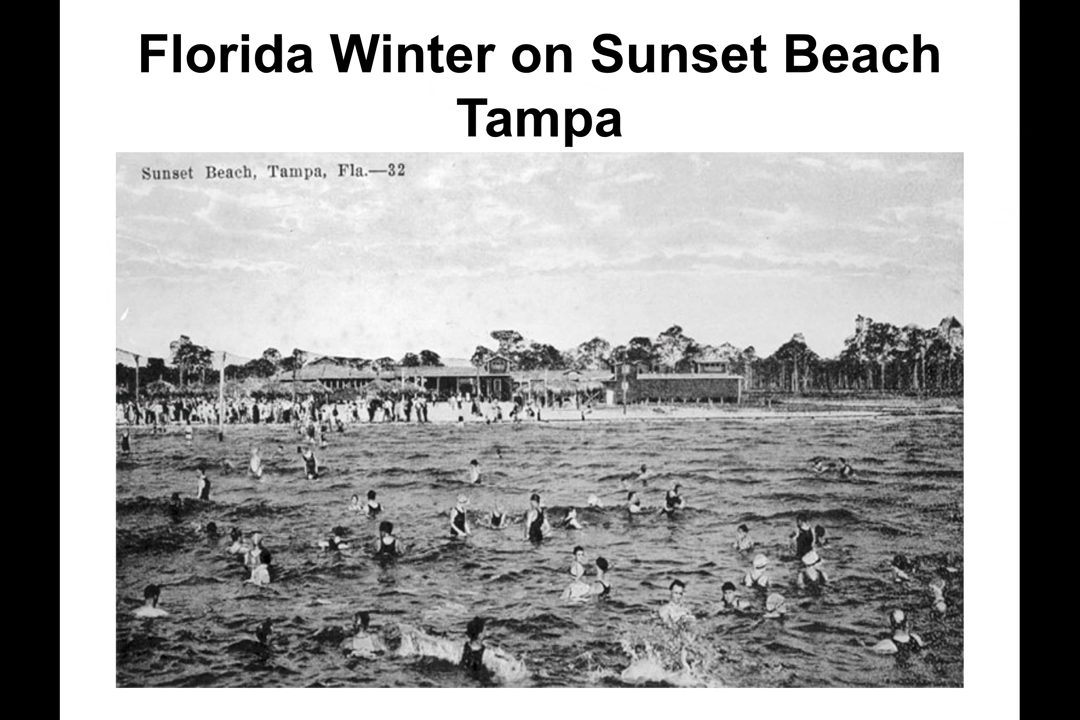 Florida Winter on Sunset Beach
Tampa
Sunset Beach, Tampa, Fla.—32